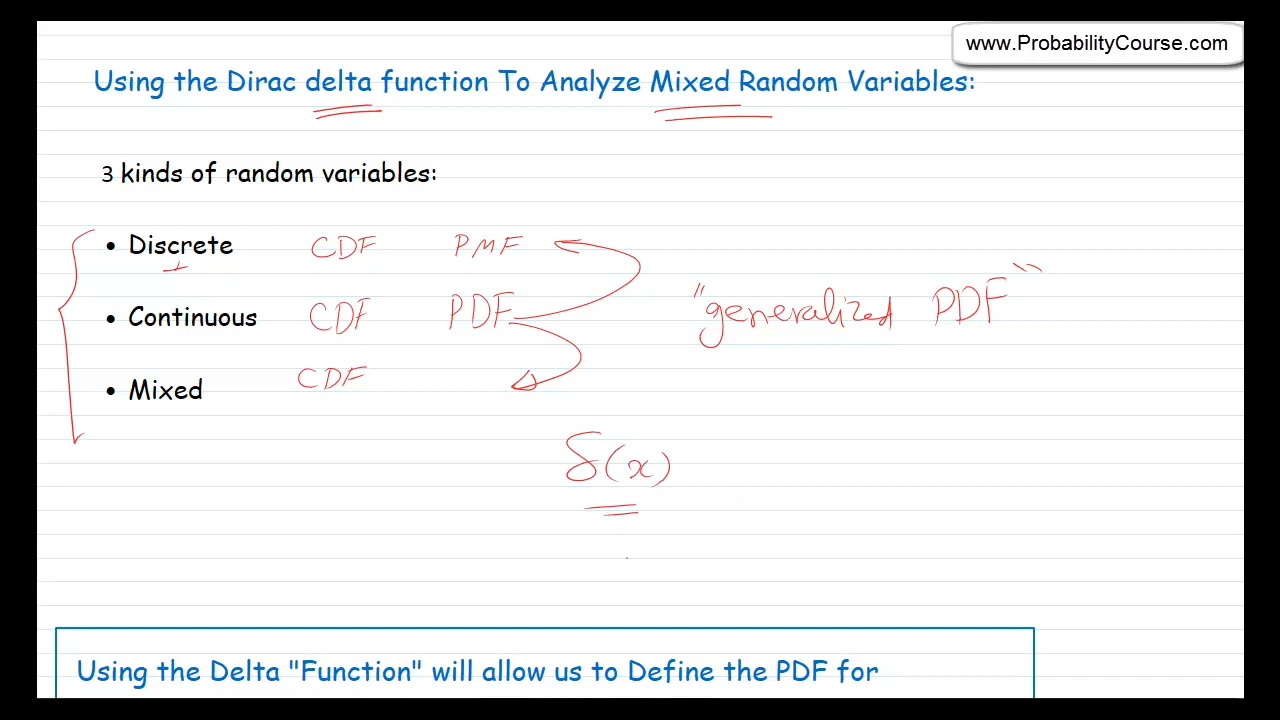 www.ProbabilityCourse.com
Using the Dirac delta function To Analyze Mixed Random Variables:
3 kinds of random variables:
• Discrete CDF PMF
• Continuous CDF PDF "generalized PDF"
• Mixed CDF
δ(x)
Using the Delta "Function" will allow us to Define the PDF for